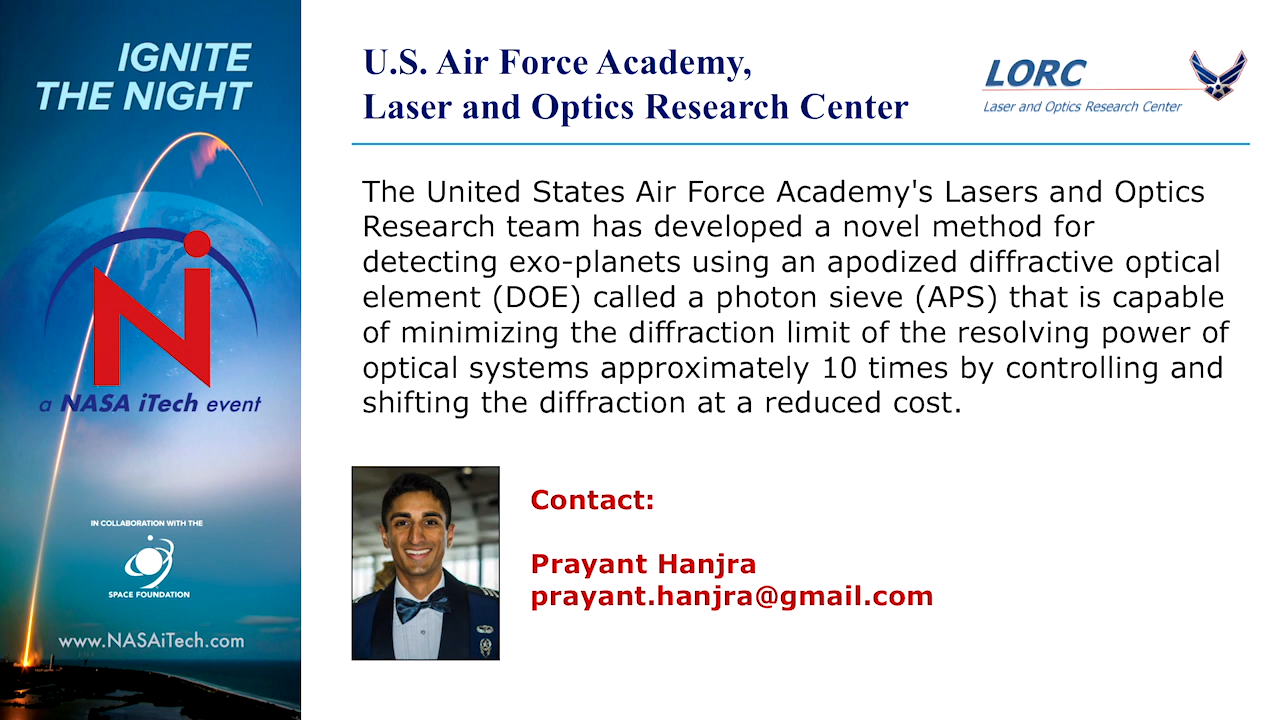 IGNITE
THE NIGHT
Ni
a NASA iTech event
IN COLLABORATION WITH THE
SPACE FOUNDATION
www.NASAiTech.com
U.S. Air Force Academy,
Laser and Optics Research Center
LORC
Laser and Optics Research Center
The United States Air Force Academy's Lasers and Optics
Research team has developed a novel method for
detecting exo-planets using an apodized diffractive optical
element (DOE) called a photon sieve (APS) that is capable
of minimizing the diffraction limit of the resolving power of
optical systems approximately 10 times by controlling and
shifting the diffraction at a reduced cost.
Contact:
Prayant Hanjra
prayant.hanjra@gmail.com